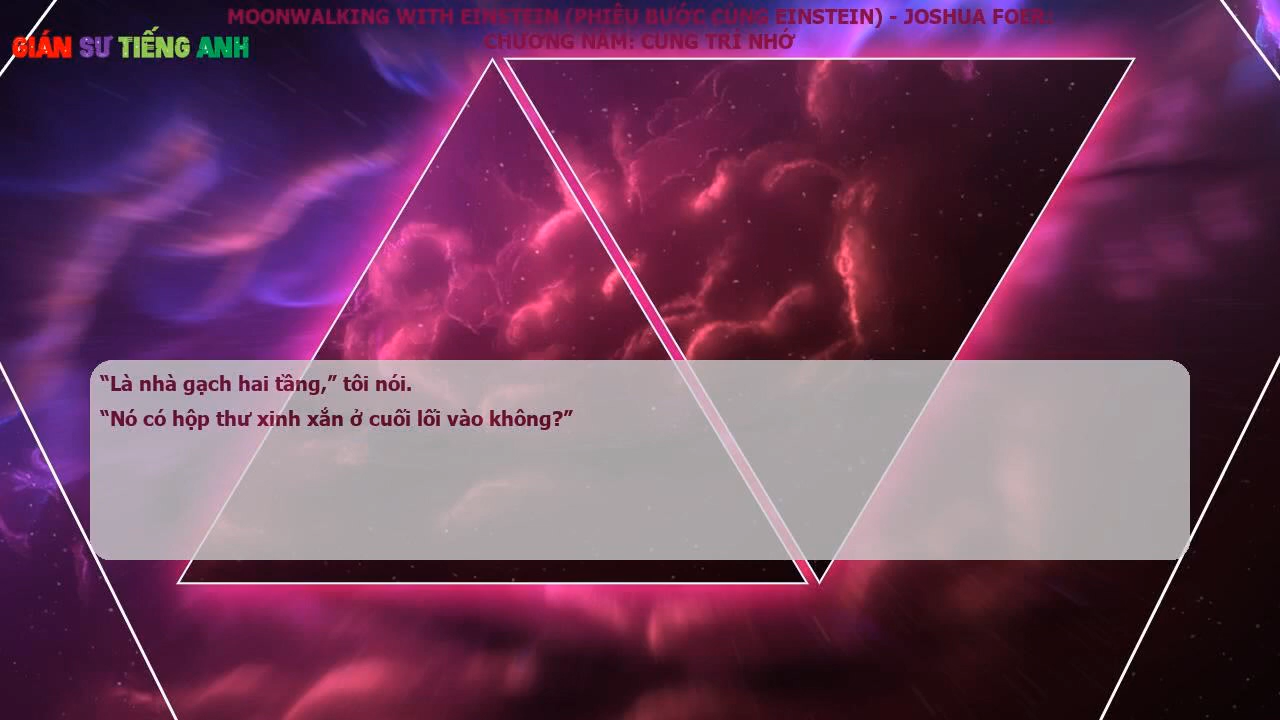 MOONWALKING WITH EINSTEIN (PHIÊU BƯỚC CÙNG EINSTEIN) - JOSHUA FOER:
CHƯƠNG NĂM: CUNG TRÍ NHỚ
GIÁN SƯ TIẾNG ANH
“Là nhà gạch hai tầng,” tôi nói.
“Nó có hộp thư xinh xắn ở cuối lối vào không?”